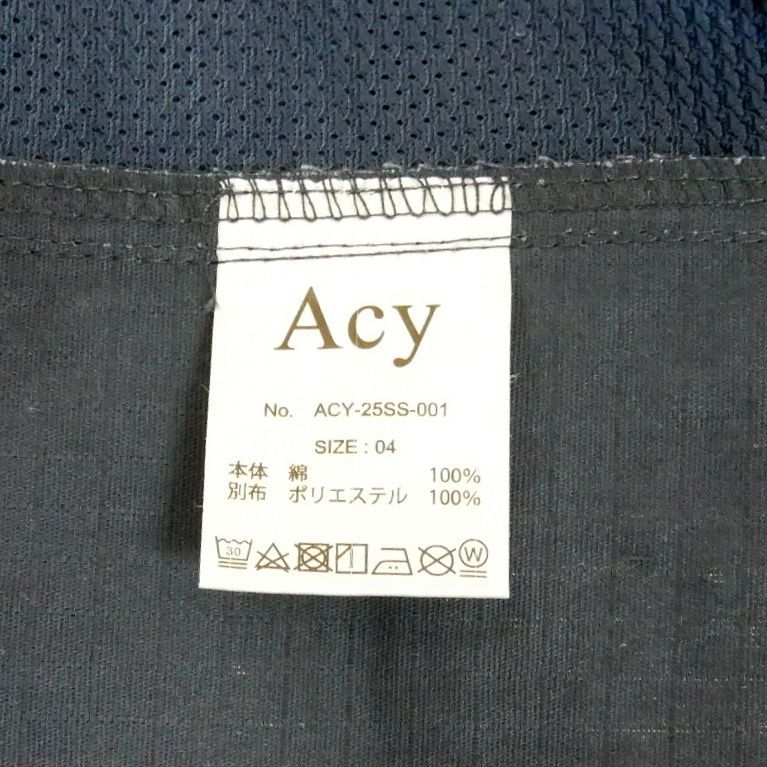 Acy
No. ACY-25SS-001
SIZE : 04
本体 綿 100%
別布 ポリエステル 100%
30 W